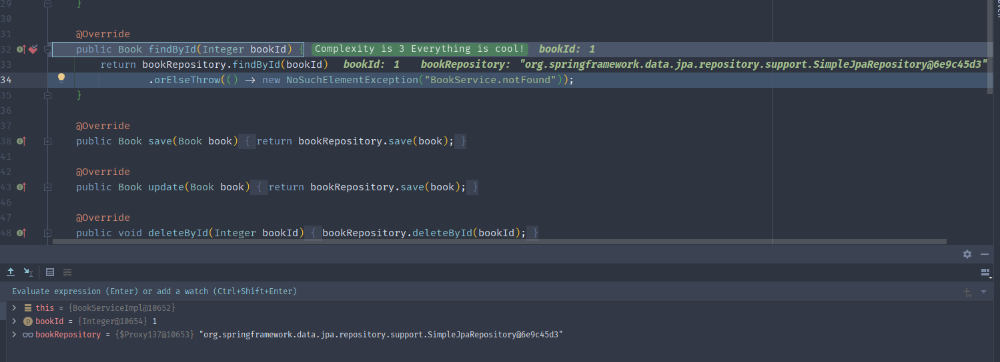 29 }
30
31 @Override
32 public Book findById(Integer bookId) { Complexity is 3 Everything is cool! bookId: 1
33 return bookRepository.findById(bookId) bookId: 1 bookRepository: "org.springframework.data.jpa.repository.support.SimpleJpaRepository@6e9c45d3"
34 .orElseThrow(() -> new NoSuchElementException("BookService.notFound"));
35 }
36
37 @Override
38 public Book save(Book book) { return bookRepository.save(book); }
41
42 @Override
43 public Book update(Book book) { return bookRepository.save(book); }
46
47 @Override
48 public void deleteById(Integer bookId) { bookRepository.deleteById(bookId); }
Evaluate expression (Enter) or add a watch (Ctrl+Shift+Enter)
this = {BookServiceImpl@10652}
p bookId = {Integer@10654} 1
bookRepository = {$Proxy137@10653} "org.springframework.data.jpa.repository.support.SimpleJpaRepository@6e9c45d3"